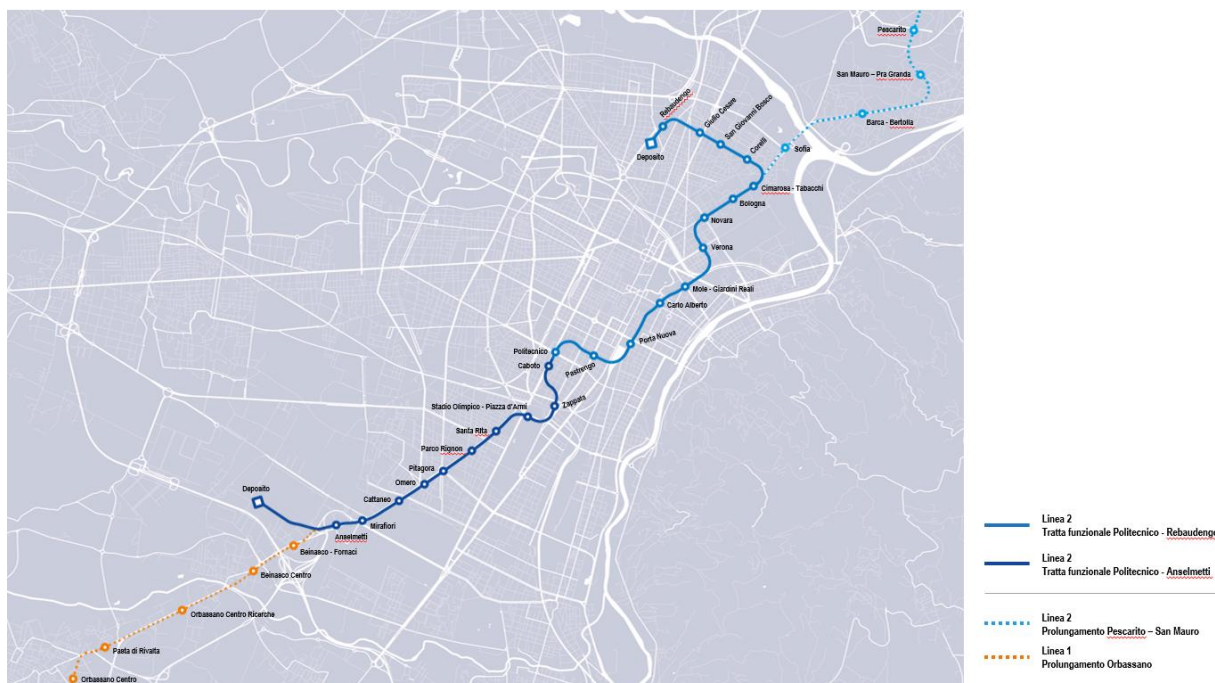 Pescarito
San Mauro – Pra Granda
Barca - Bertolla
Sofia
Rebaudengo
Giulio Cesare
San Giovanni Bosco
Corelli
Deposito
Cimarosa - Tabacchi
Bologna
Novara
Verona
Mole - Giardini Reali
Carlo Alberto
Porta Nuova
Politecnico
Pastrengo
Caboto
Zappata
Stadio Olimpico - Piazza d'Armi
Santa Rita
Parco Rignon
Pitagora
Omero
Cattaneo
Deposito
Mirafiori
Anselmetti
Beinasco - Fornaci
Beinasco Centro
Orbassano Centro Ricerche
Pasta di Rivalta
Orbassano Centro
Linea 2
Tratta funzionale Politecnico - Rebaudengo
Linea 2
Tratta funzionale Politecnico - Anselmetti
Linea 2
Prolungamento Pescarito – San Mauro
Linea 1
Prolungamento Orbassano